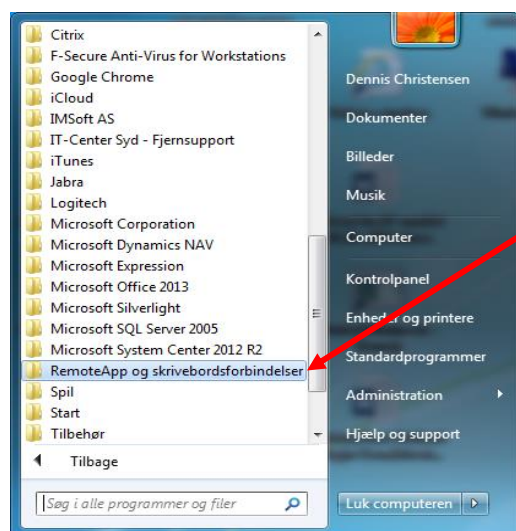 Citrix
F-Secure Anti-Virus for Workstations
Google Chrome
iCloud
IMSoft AS
IT-Center Syd - Fjernsupport
iTunes
Jabra
Logitech
Microsoft Corporation
Microsoft Dynamics NAV
Microsoft Expression
Microsoft Office 2013
Microsoft Silverlight
Microsoft SQL Server 2005
Microsoft System Center 2012 R2
RemoteApp og skrivebordsforbindelser
Spil
Start
Tilbehør
Tilbage
Søg i alle programmer og filer
Dennis Christensen
Dokumenter
Billeder
Musik
Computer
Kontrolpanel
Enheder og printere
Standardprogrammer
Administration
Hjælp og support
Luk computeren